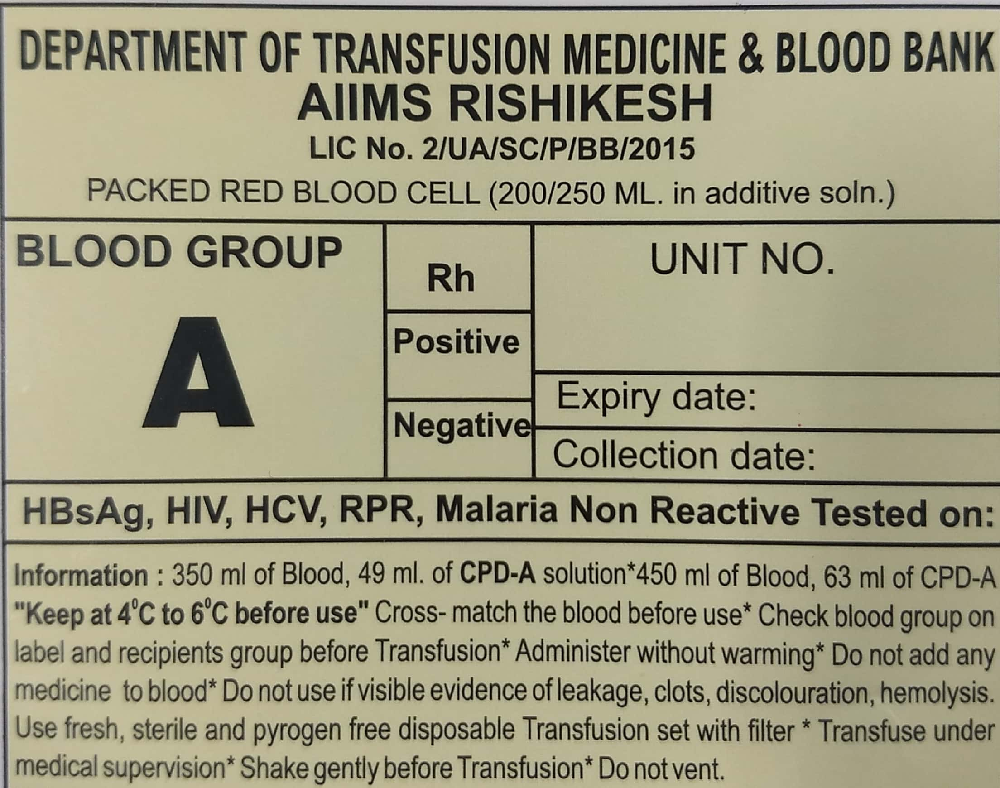 DEPARTMENT OF TRANSFUSION MEDICINE & BLOOD BANK
AIIMS RISHIKESH
LIC No. 2/UA/SC/P/BB/2015
PACKED RED BLOOD CELL (200/250 ML. in additive soln.)
BLOOD GROUP
A
Rh
Positive
Negative
UNIT NO.
Expiry date:
Collection date:
HBsAg, HIV, HCV, RPR, Malaria Non Reactive Tested on:
Information : 350 ml of Blood, 49 ml. of CPD-A solution*450 ml of Blood, 63 ml of CPD-A
"Keep at 4⁰C to 6⁰C before use" Cross- match the blood before use* Check blood group on
label and recipients group before Transfusion* Administer without warming* Do not add any
medicine to blood* Do not use if visible evidence of leakage, clots, discolouration, hemolysis.
Use fresh, sterile and pyrogen free disposable Transfusion set with filter * Transfuse under
medical supervision* Shake gently before Transfusion* Do not vent.